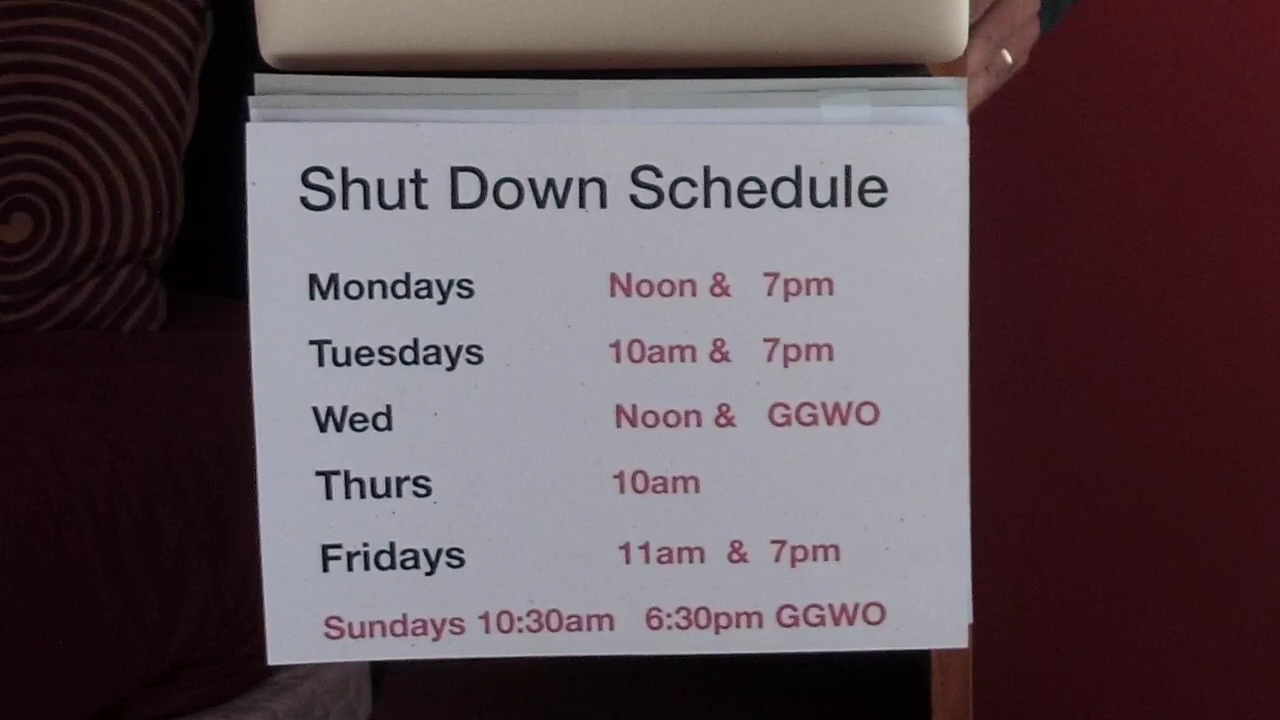 Shut Down Schedule
Mondays Noon & 7pm
Tuesdays 10am & 7pm
Wed Noon & GGWO
Thurs 10am
Fridays 11am & 7pm
Sundays 10:30am 6:30pm GGWO